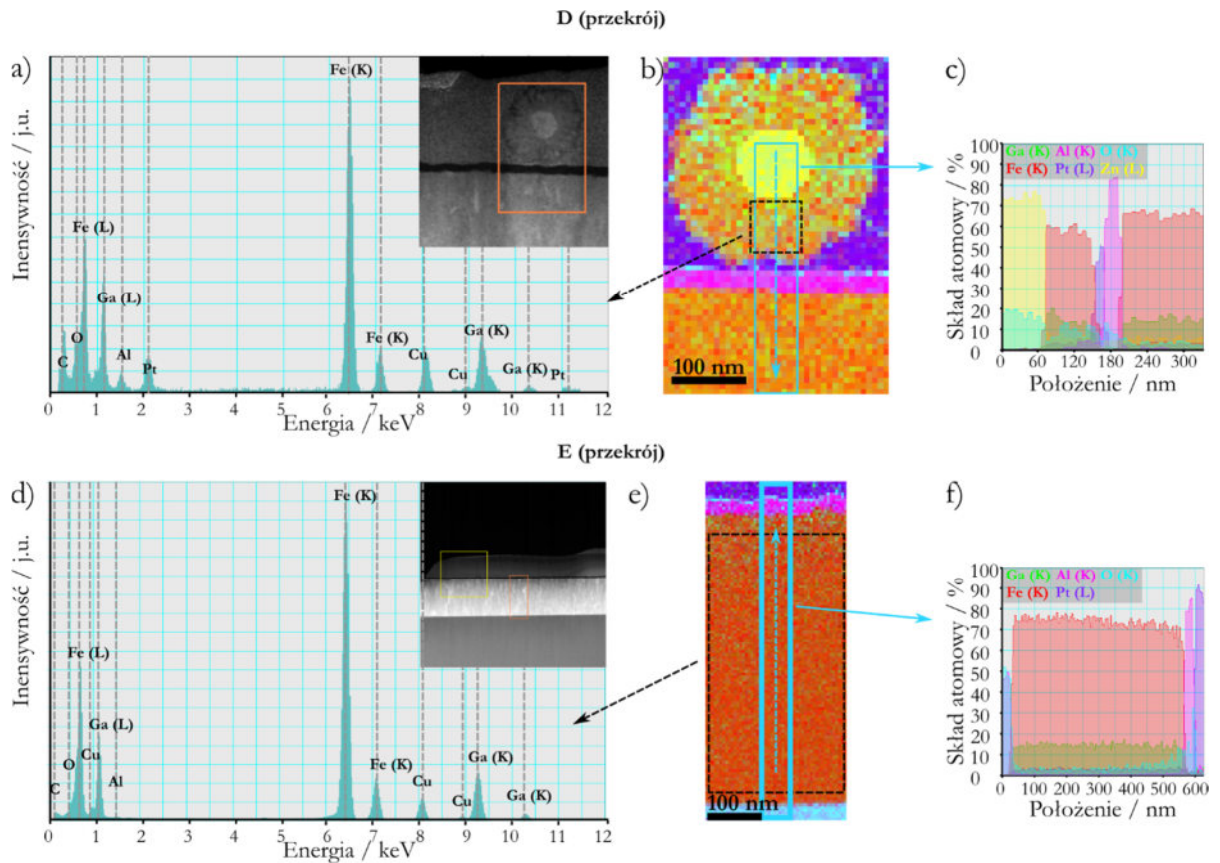 D (przekrój)
a)
Inensywność / j.u.
Fe (K)
Fe (L)
Ga (L)
O
C
Al
Pt
Fe (K)
Cu
Cu
Ga (K)
Ga (K)
Pt
0 1 2 3 4 5 6 7 8 9 10 11 12
Energia / keV
b)
100 nm
c)
Skład atomowy / %
100
90
80
70
60
50
40
30
20
10
0
Ga (K) Al (K) O (K)
Fe (K) Pt (L) Zn (L)
0 60 120 180 240 300
Położenie / nm
E (przekrój)
d)
Inensywność / j.u.
Fe (K)
Fe (L)
Ga (L)
Cu
O
C
Al
Fe (K)
Cu
Cu
Ga (K)
Ga (K)
0 1 2 3 4 5 6 7 8 9 10 11 12
Energia / keV
e)
100 nm
f)
Skład atomowy / %
100
90
80
70
60
50
40
30
20
10
0
Ga (K) Al (K) O (K)
Fe (K) Pt (L)
0 100 200 300 400 500 600
Położenie / nm